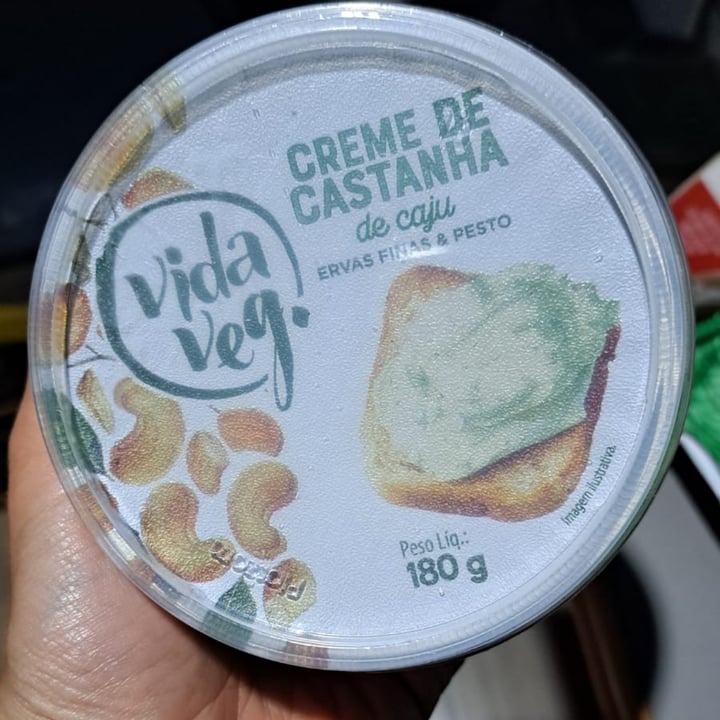 CREME DE
CASTANHA
de caju
ERVAS FINAS & PESTO
vida
veg.
imagem ilustrativa.
Peso Líq.:
180 g